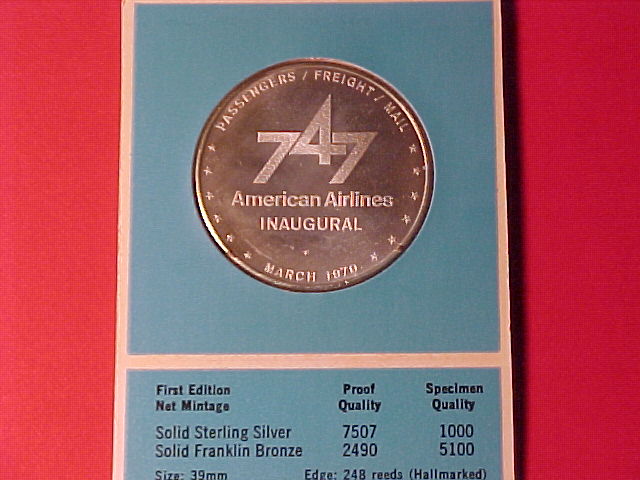 PASSENGERS / FREIGHT / MAIL
747
American Airlines
INAUGURAL
MARCH 1970
First Edition Proof Specimen
Net Mintage Quality Quality
Solid Sterling Silver 7507 1000
Solid Franklin Bronze 2490 5100
Size: 39mm Edge: 248 reeds (Hallmarked)